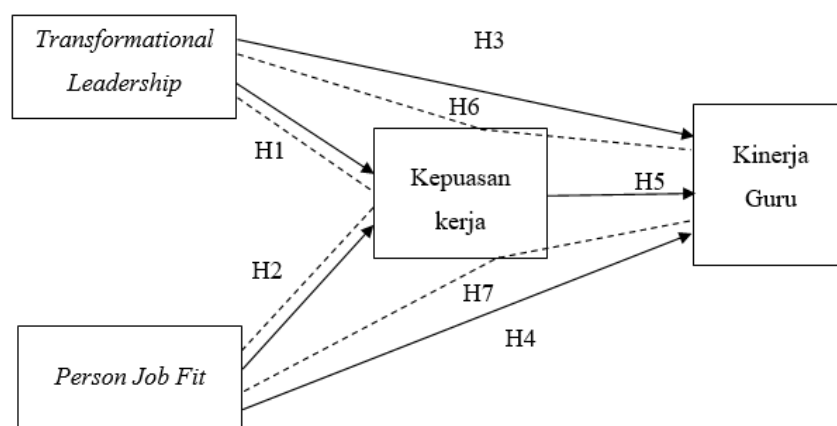 Transformational
Leadership
H3
H6
H1
Kepuasan
kerja
H5
Kinerja
Guru
H2
H7
H4
Person Job Fit